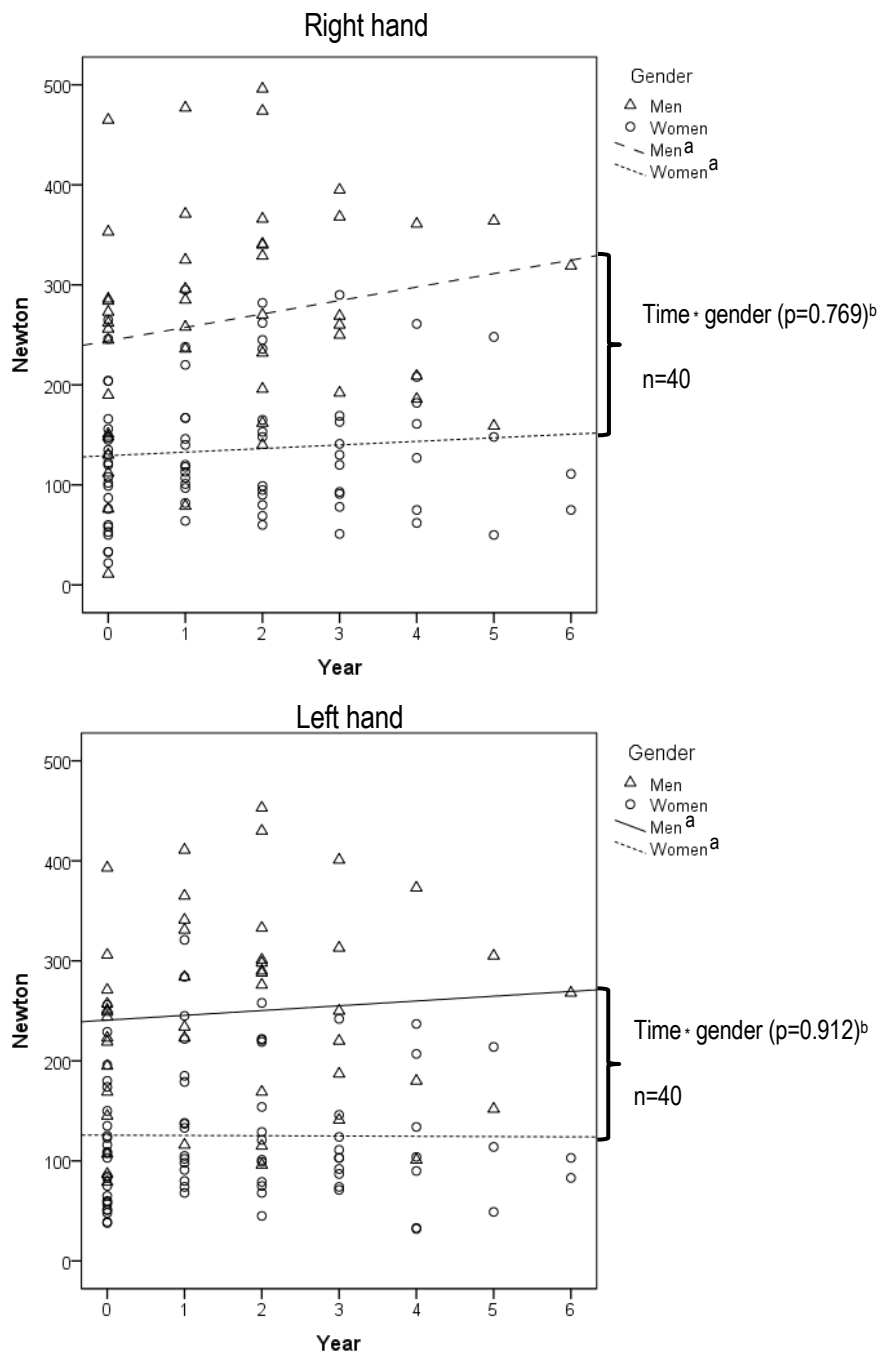 Right hand
500
400
300
200
100
0
Newton
0 1 2 3 4 5 6
Year
Gender
Men
Women
Men a
Women a
Time * gender (p=0.769)b
n=40
Left hand
500
400
300
200
100
0
Newton
0 1 2 3 4 5 6
Year
Gender
Men
Women
Men a
Women a
Time * gender (p=0.912)b
n=40